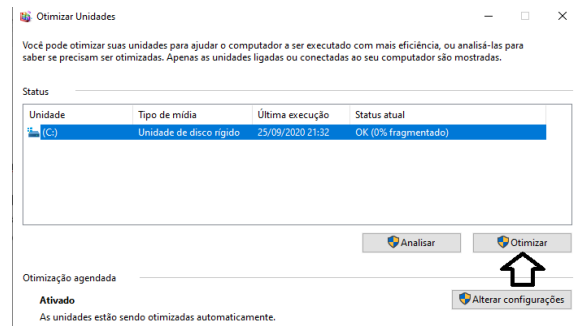 Otimizar Unidades
Você pode otimizar suas unidades para ajudar o computador a ser executado com mais eficiência, ou analisá-las para
saber se precisam ser otimizadas. Apenas as unidades ligadas ou conectadas ao seu computador são mostradas.
Status
Unidade Tipo de mídia Última execução Status atual
(C:) Unidade de disco rígido 25/09/2020 21:32 OK (0% fragmentado)
Analisar Otimizar
Otimização agendada
Ativado Alterar configurações
As unidades estão sendo otimizadas automaticamente.